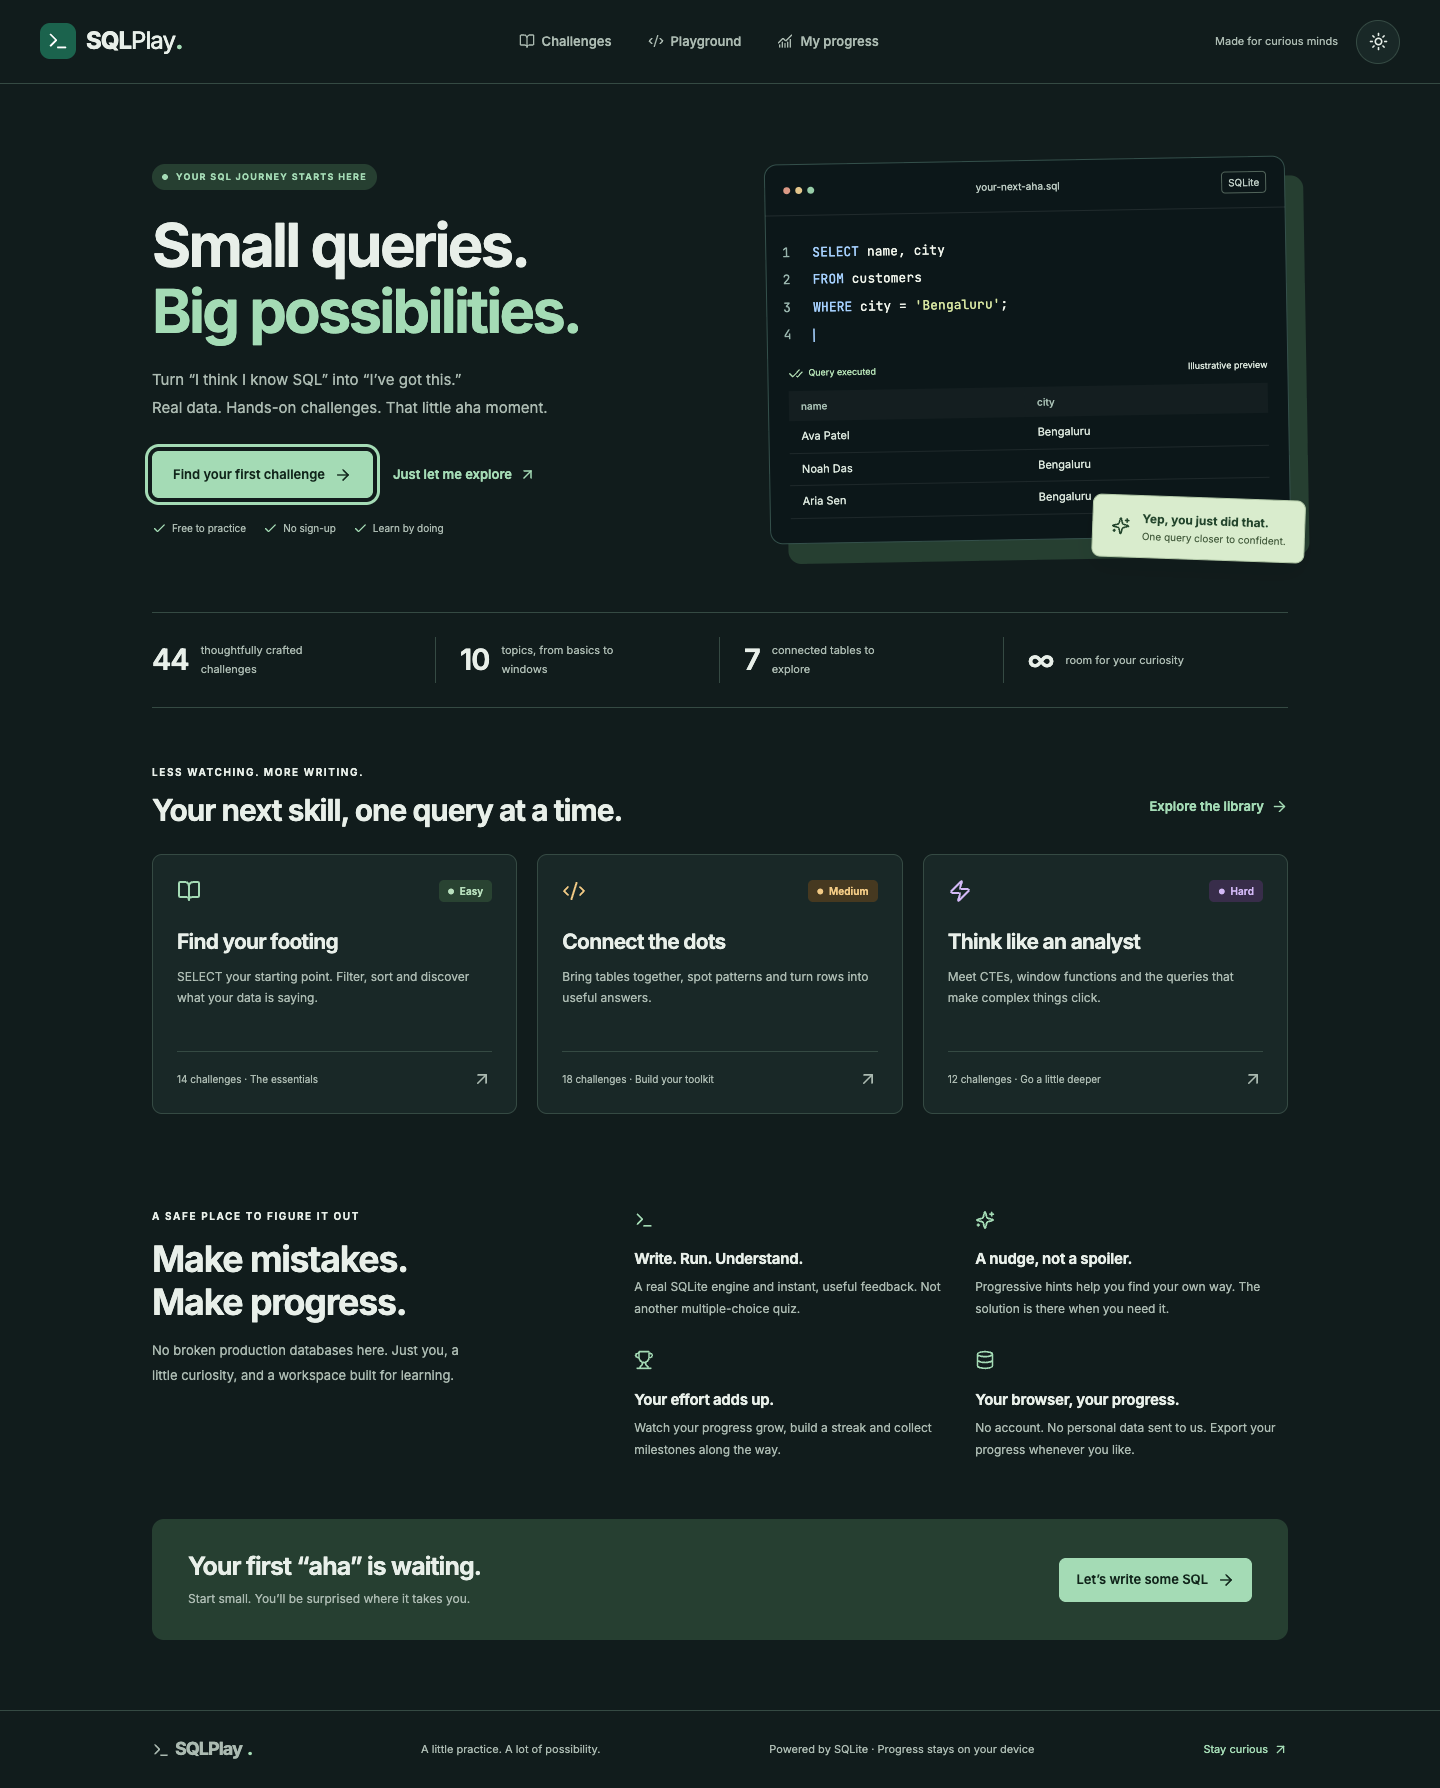 SQLPlay.
Challenges
Playground
My progress
Made for curious minds
YOUR SQL JOURNEY STARTS HERE
Small queries.
Big possibilities.
Turn “I think I know SQL” into “I’ve got this.”
Real data. Hands-on challenges. That little aha moment.
Find your first challenge
Just let me explore
Free to practice
No sign-up
Learn by doing
your-next-aha.sql
SQLite
1 SELECT name, city
2 FROM customers
3 WHERE city = 'Bengaluru';
4
Query executed
Illustrative preview
name city
Ava Patel Bengaluru
Noah Das Bengaluru
Aria Sen Bengaluru
Yep, you just did that.
One query closer to confident.
44 thoughtfully crafted
challenges
10 topics, from basics to
windows
7 connected tables to
explore
∞ room for your curiosity
LESS WATCHING. MORE WRITING.
Your next skill, one query at a time.
Explore the library
Easy
Find your footing
SELECT your starting point. Filter, sort and discover
what your data is saying.
14 challenges · The essentials
Medium
Connect the dots
Bring tables together, spot patterns and turn rows into
useful answers.
18 challenges · Build your toolkit
Hard
Think like an analyst
Meet CTEs, window functions and the queries that
make complex things click.
12 challenges · Go a little deeper
A SAFE PLACE TO FIGURE IT OUT
Make mistakes.
Make progress.
No broken production databases here. Just you, a
little curiosity, and a workspace built for learning.
Write. Run. Understand.
A real SQLite engine and instant, useful feedback. Not
another multiple-choice quiz.
A nudge, not a spoiler.
Progressive hints help you find your own way. The
solution is there when you need it.
Your effort adds up.
Watch your progress grow, build a streak and collect
milestones along the way.
Your browser, your progress.
No account. No personal data sent to us. Export your
progress whenever you like.
Your first “aha” is waiting.
Start small. You’ll be surprised where it takes you.
Let’s write some SQL
SQLPlay .
A little practice. A lot of possibility.
Powered by SQLite · Progress stays on your device
Stay curious